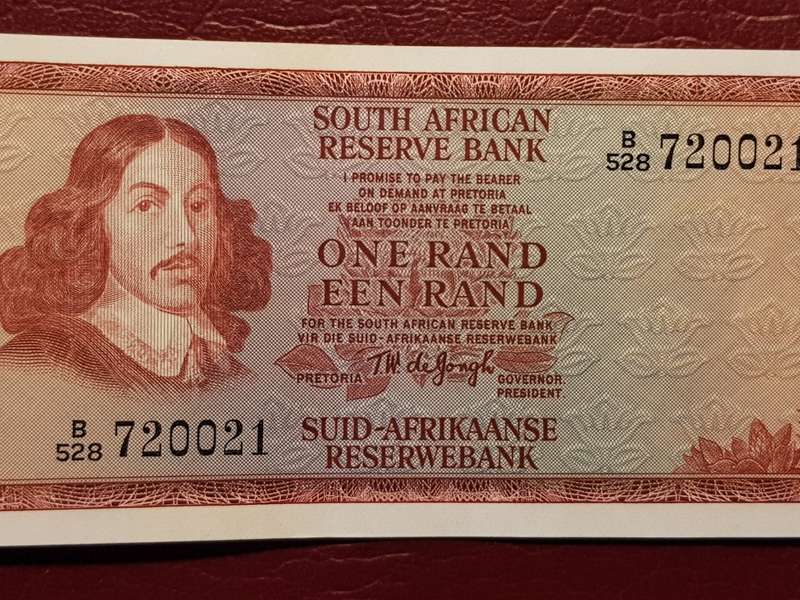 SOUTH AFRICAN
RESERVE BANK
B
528 720021
I PROMISE TO PAY THE BEARER
ON DEMAND AT PRETORIA
EK BELOOF OP AANVRAAG TE BETAAL
AAN TOONDER TE PRETORIA
ONE RAND
EEN RAND
FOR THE SOUTH AFRICAN RESERVE BANK
VIR DIE SUID-AFRIKAANSE RESERWEBANK
T.W. de Jongh
PRETORIA
GOVERNOR.
PRESIDENT.
B
528 720021
SUID-AFRIKAANSE
RESERWEBANK